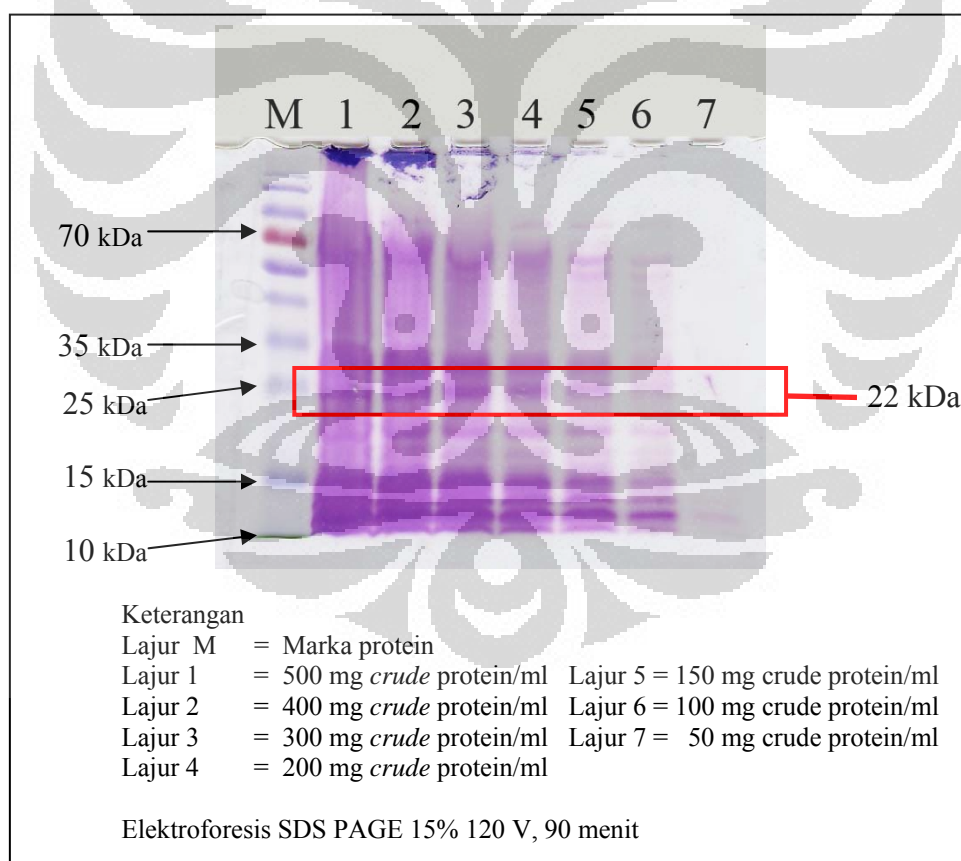 M 1 2 3 4 5 6 7
70 kDa
35 kDa
25 kDa
22 kDa
15 kDa
10 kDa
Keterangan
Lajur M = Marka protein
Lajur 1 = 500 mg crude protein/ml Lajur 5 = 150 mg crude protein/ml
Lajur 2 = 400 mg crude protein/ml Lajur 6 = 100 mg crude protein/ml
Lajur 3 = 300 mg crude protein/ml Lajur 7 = 50 mg crude protein/ml
Lajur 4 = 200 mg crude protein/ml
Elektroforesis SDS PAGE 15% 120 V, 90 menit